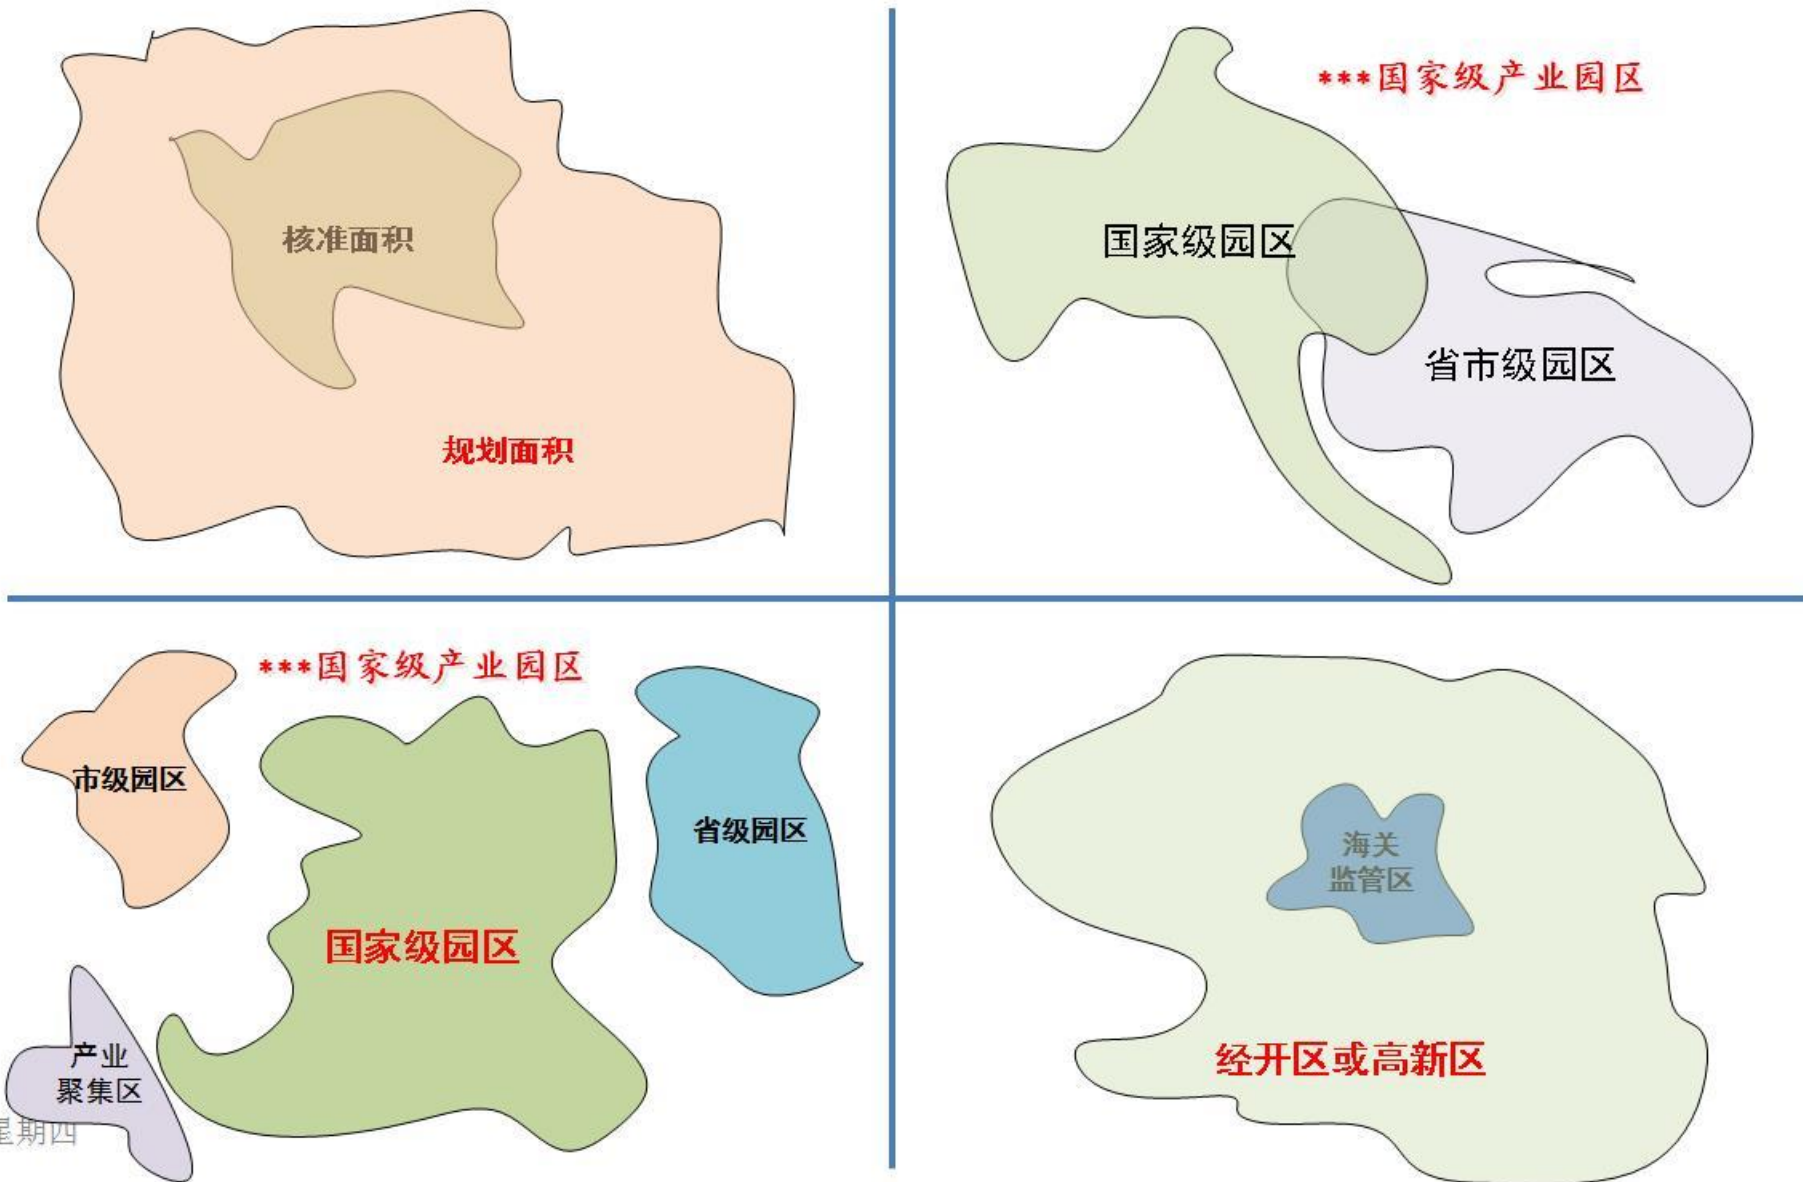 核准面积
规划面积
***国家级产业园区
国家级园区
省市级园区
***国家级产业园区
市级园区
省级园区
国家级园区
产业
聚集区
星期四
海关
监管区
经开区或高新区